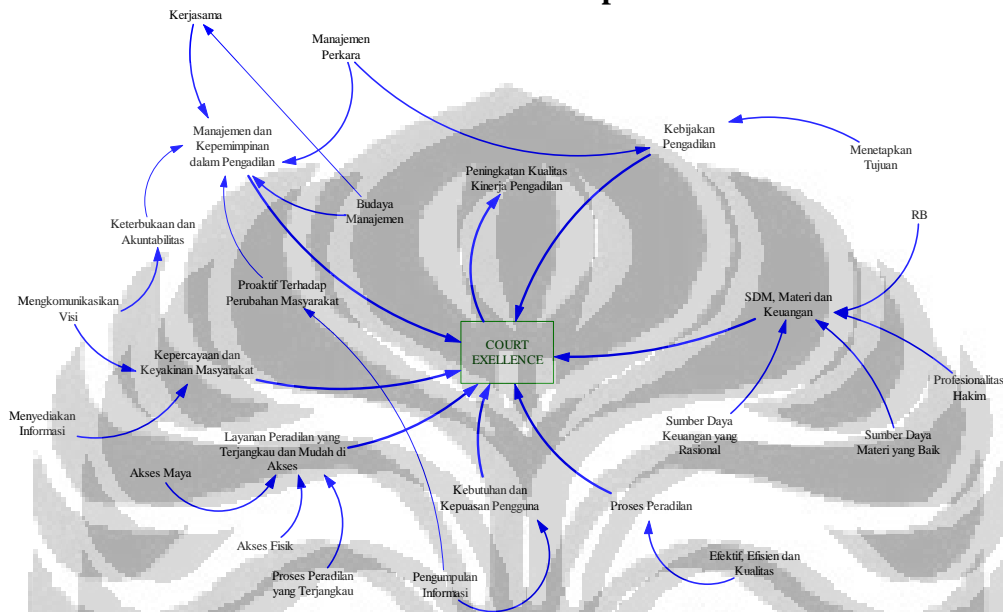 Kerjasama
Manajemen
Perkara
Manajemen dan
Kepemimpinan
dalam Pengadilan
Kebijakan
Pengadilan
Menetapkan
Tujuan
Peningkatan Kualitas
Kinerja Pengadilan
Budaya
Manajemen
Keterbukaan dan
Akuntabilitas
RB
Proaktif Terhadap
Perubahan Masyarakat
Mengkomunikasikan
Visi
SDM, Materi dan
Keuangan
COURT
EXELLENCE
Kepercayaan dan
Keyakinan Masyarakat
Profesionalitas
Hakim
Menyediakan
Informasi
Layanan Peradilan yang
Terjangkau dan Mudah di
Akses
Sumber Daya
Keuangan yang
Rasional
Sumber Daya
Materi yang Baik
Akses Maya
Kebutuhan dan
Kepuasan Pengguna
Proses Peradilan
Akses Fisik
Proses Peradilan
yang Terjangkau
Pengumpulan
Informasi
Efektif, Efisien dan
Kualitas